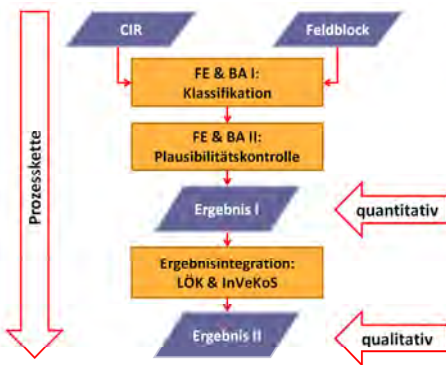 CIR
Feldblock
FE & BA I:
Klassifikation
FE & BA II:
Plausibilitätskontrolle
Prozesskette
Ergebnis I
quantitativ
Ergebnisintegration:
LÖK & InVeKoS
Ergebnis II
qualitativ